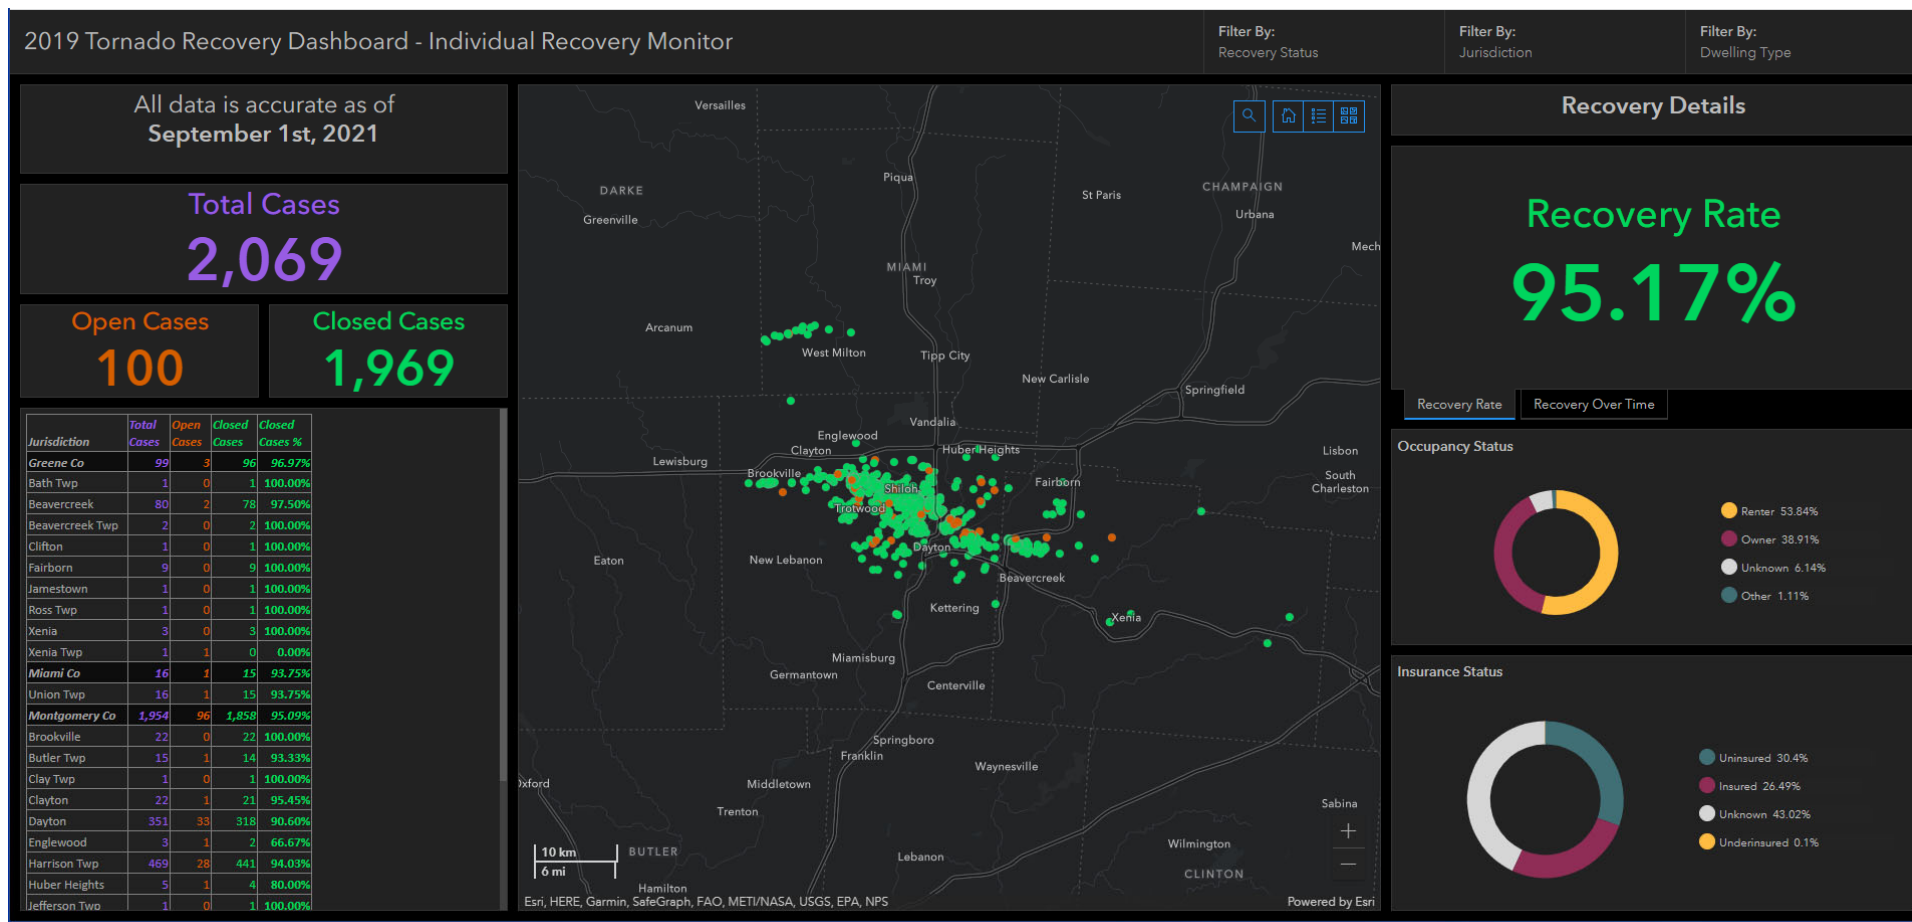 2019 Tornado Recovery Dashboard - Individual Recovery Monitor
Filter By:
Recovery Status
Filter By:
Jurisdiction
Filter By:
Dwelling Type
All data is accurate as of
September 1st, 2021
Total Cases
2,069
Open Cases
100
Closed Cases
1,969
Jurisdiction Total Cases Open Cases Closed Cases Closed Cases %
Greene Co 99 3 96 96.97%
Bath Twp 1 0 1 100.00%
Beavercreek 80 2 78 97.50%
Beavercreek Twp 2 0 2 100.00%
Clifton 1 0 1 100.00%
Fairborn 9 0 9 100.00%
Jamestown 1 0 1 100.00%
Ross Twp 1 0 1 100.00%
Xenia 3 0 3 100.00%
Xenia Twp 1 1 0 0.00%
Miami Co 16 1 15 93.75%
Union Twp 16 1 15 93.75%
Montgomery Co 1,954 96 1,858 95.09%
Brookville 22 0 22 100.00%
Butler Twp 15 1 14 93.33%
Clay Twp 1 0 1 100.00%
Clayton 22 1 21 95.45%
Dayton 351 33 318 90.60%
Englewood 3 1 2 66.67%
Harrison Twp 469 28 441 94.03%
Huber Heights 5 1 4 80.00%
Jefferson Twp 1 0 1 100.00%
Versailles
Piqua
DARKE
St Paris
CHAMPAIGN
Greenville
Urbana
Mech
MIAMI
Troy
Arcanum
West Milton
Tipp City
New Carlisle
Springfield
Vandalia
Englewood
Clayton
Huber Heights
Lisbon
Lewisburg
Brookville
South
Charleston
Fairborn
Shiloh
Trotwood
Dayton
Eaton
New Lebanon
Beavercreek
Kettering
Xenia
Miamisburg
Germantown
Centerville
Springboro
Franklin
Waynesville
Oxford
Middletown
Trenton
Sabina
10 km
6 mi
BUTLER
Lebanon
Wilmington
CLINTON
Hamilton
Esri, HERE, Garmin, SafeGraph, FAO, METI/NASA, USGS, EPA, NPS
Powered by Esri
Recovery Details
Recovery Rate
95.17%
Recovery Rate
Recovery Over Time
Occupancy Status
Renter 53.84%
Owner 38.91%
Unknown 6.14%
Other 1.11%
Insurance Status
Uninsured 30.4%
Insured 26.49%
Unknown 43.02%
Underinsured 0.1%